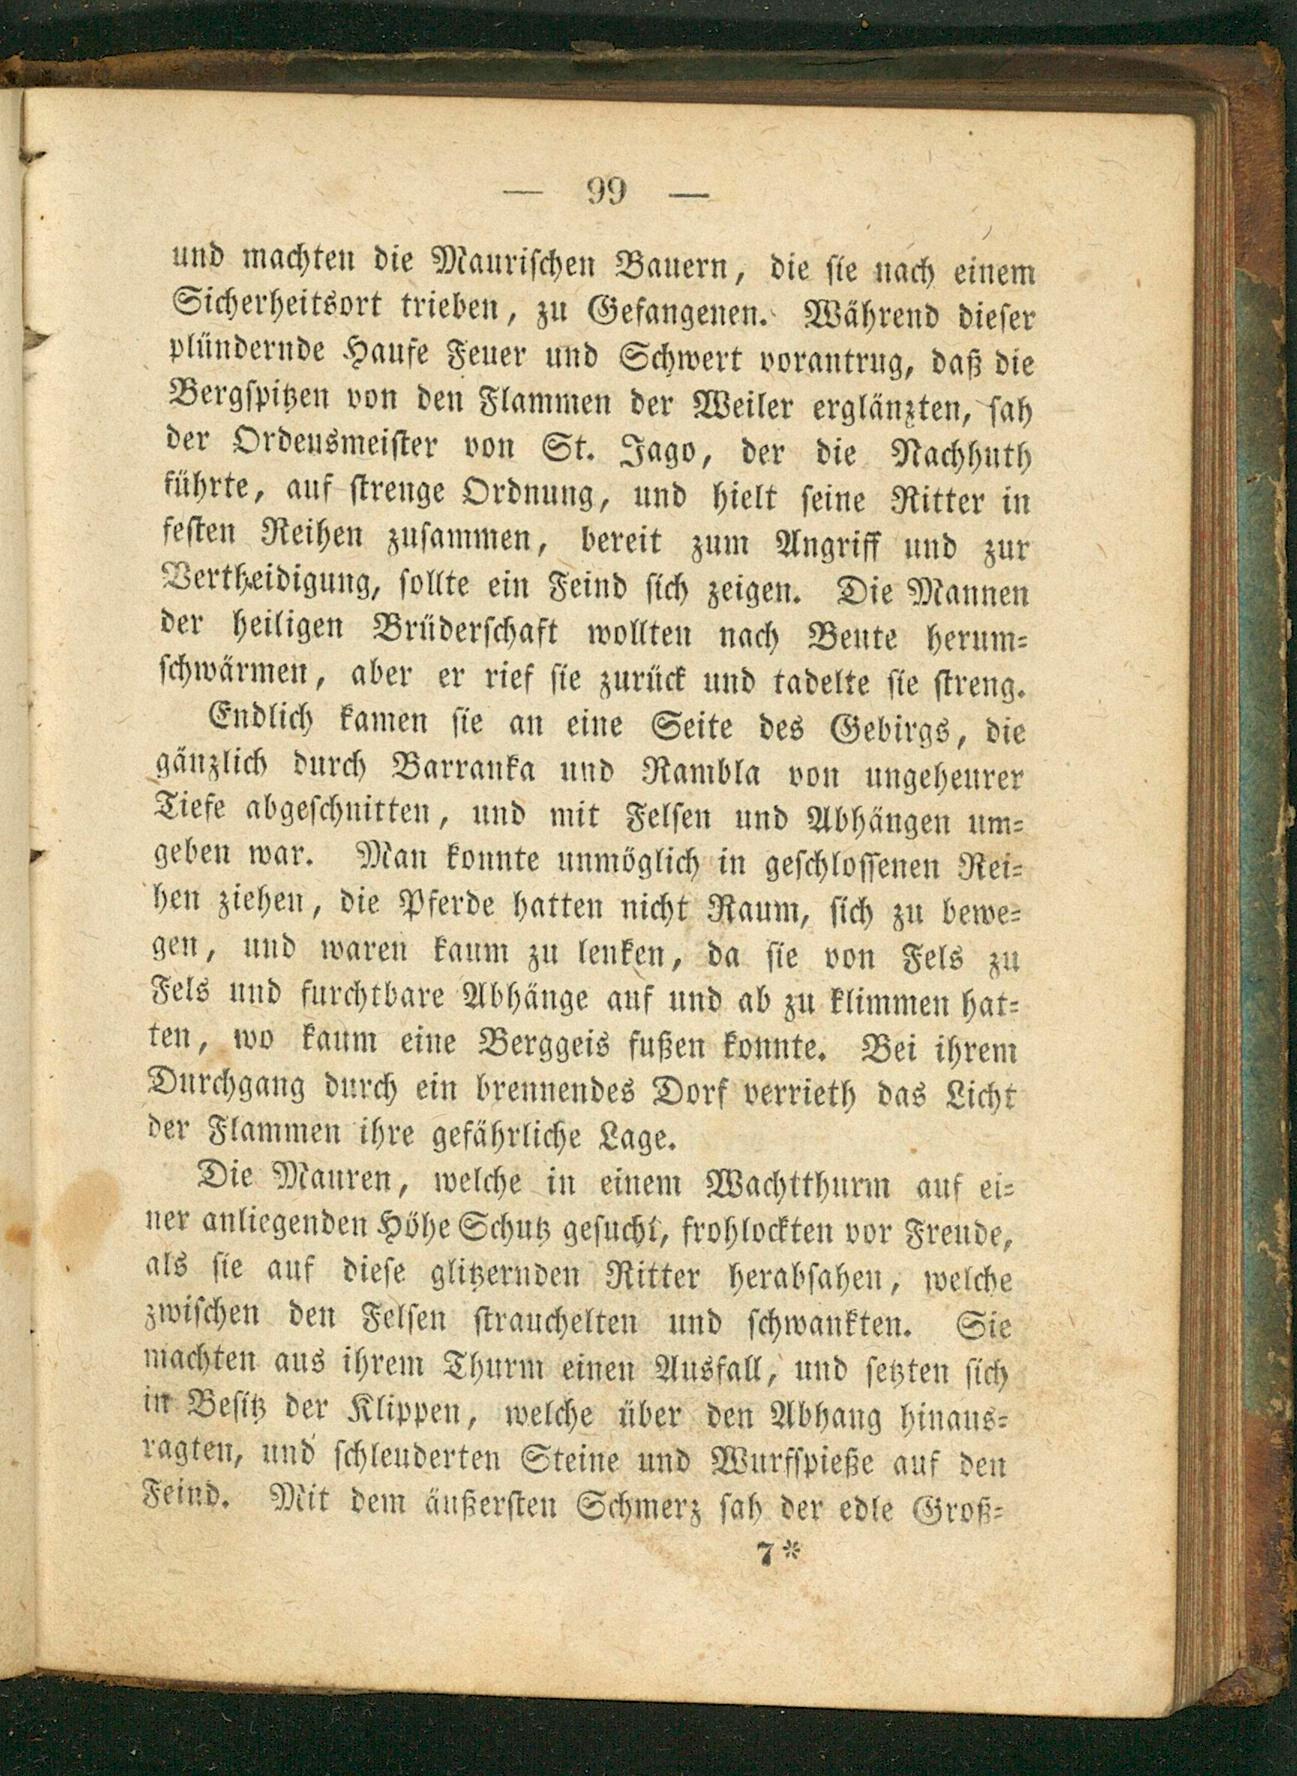 — 99 —
und machten die Maurischen Bauern, die sie nach einem
Sicherheitsort trieben, zu Gefangenen. Während dieser
plündernde Haufe Feuer und Schwert vorantrug, daß die
Bergspitzen von den Flammen der Weiler erglänzten, sah
der Ordensmeister von St. Jago, der die Nachhuth
führte, auf strenge Ordnung, und hielt seine Ritter in
festen Reihen zusammen, bereit zum Angriff und zur
Vertheidigung, sollte ein Feind sich zeigen. Die Mannen
der heiligen Brüderschaft wollten nach Beute herum-
schwärmen, aber er rief sie zurück und tadelte sie streng.
Endlich kamen sie an eine Seite des Gebirgs, die
gänzlich durch Barranka und Rambla von ungeheurer
Tiefe abgeschnitten, und mit Felsen und Abhängen um-
geben war. Man konnte unmöglich in geschlossenen Rei-
hen ziehen, die Pferde hatten nicht Raum, sich zu bewe-
gen, und waren kaum zu lenken, da sie von Fels zu
Fels und furchtbare Abhänge auf und ab zu klimmen hat-
ten, wo kaum eine Berggeis fußen konnte. Bei ihrem
Durchgang durch ein brennendes Dorf verrieth das Licht
der Flammen ihre gefährliche Lage.
Die Mauren, welche in einem Wachtthurm auf ei-
ner anliegenden Höhe Schutz gesucht, frohlockten vor Freude,
als sie auf diese glitzernden Ritter herabsahen, welche
zwischen den Felsen strauchelten und schwankten. Sie
machten aus ihrem Thurm einen Ausfall, und setzten sich
in Besitz der Klippen, welche über den Abhang hinaus-
ragten, und schleuderten Steine und Wurfspieße auf den
Feind. Mit dem äußersten Schmerz sah der edle Groß-
7*